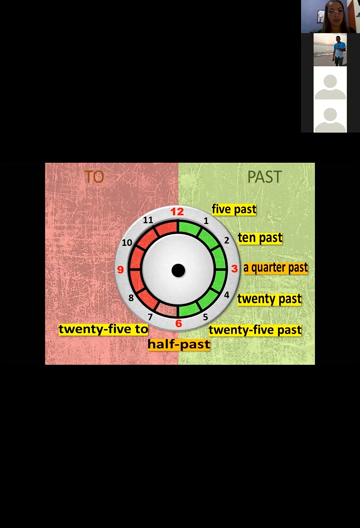 TO PAST
12
11 1
five past
10 2
ten past
9 3
a quarter past
8 4
twenty past
7 5
6
twenty-five to
twenty-five past
half-past